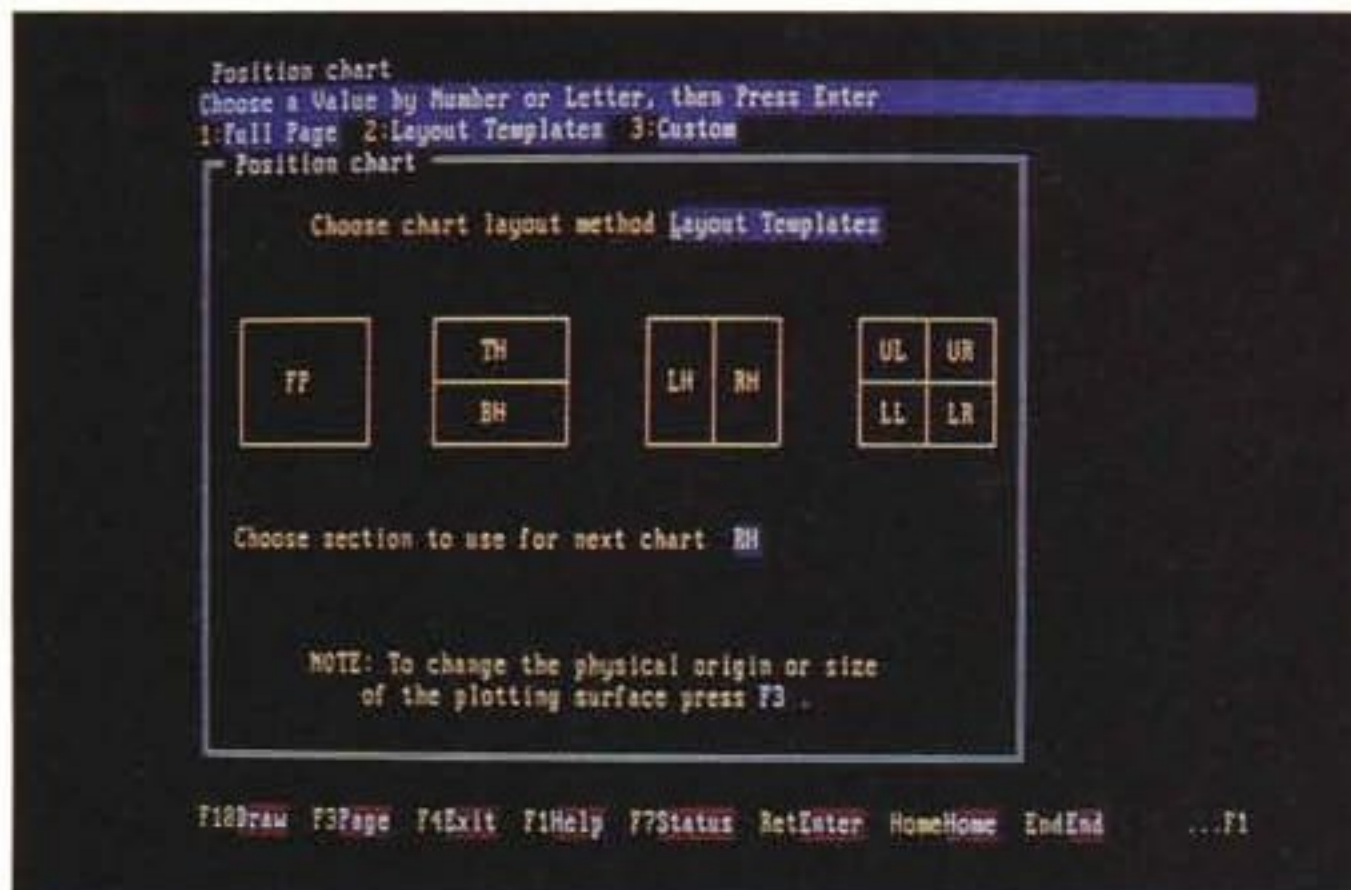 Position chart
Choose a Value by Number or Letter, then Press Enter
1:Full Page 2:Layout Templates 3:Custom
Position chart
Choose chart layout method Layout Templates
FP
TH
BH
LH RH
UL UR
LL LR
Choose section to use for next chart RH
NOTE: To change the physical origin or size
of the plotting surface press F3 .
F10Draw F3Page F4Exit F1Help F7Status RetEnter HomeHome EndEnd ...F1